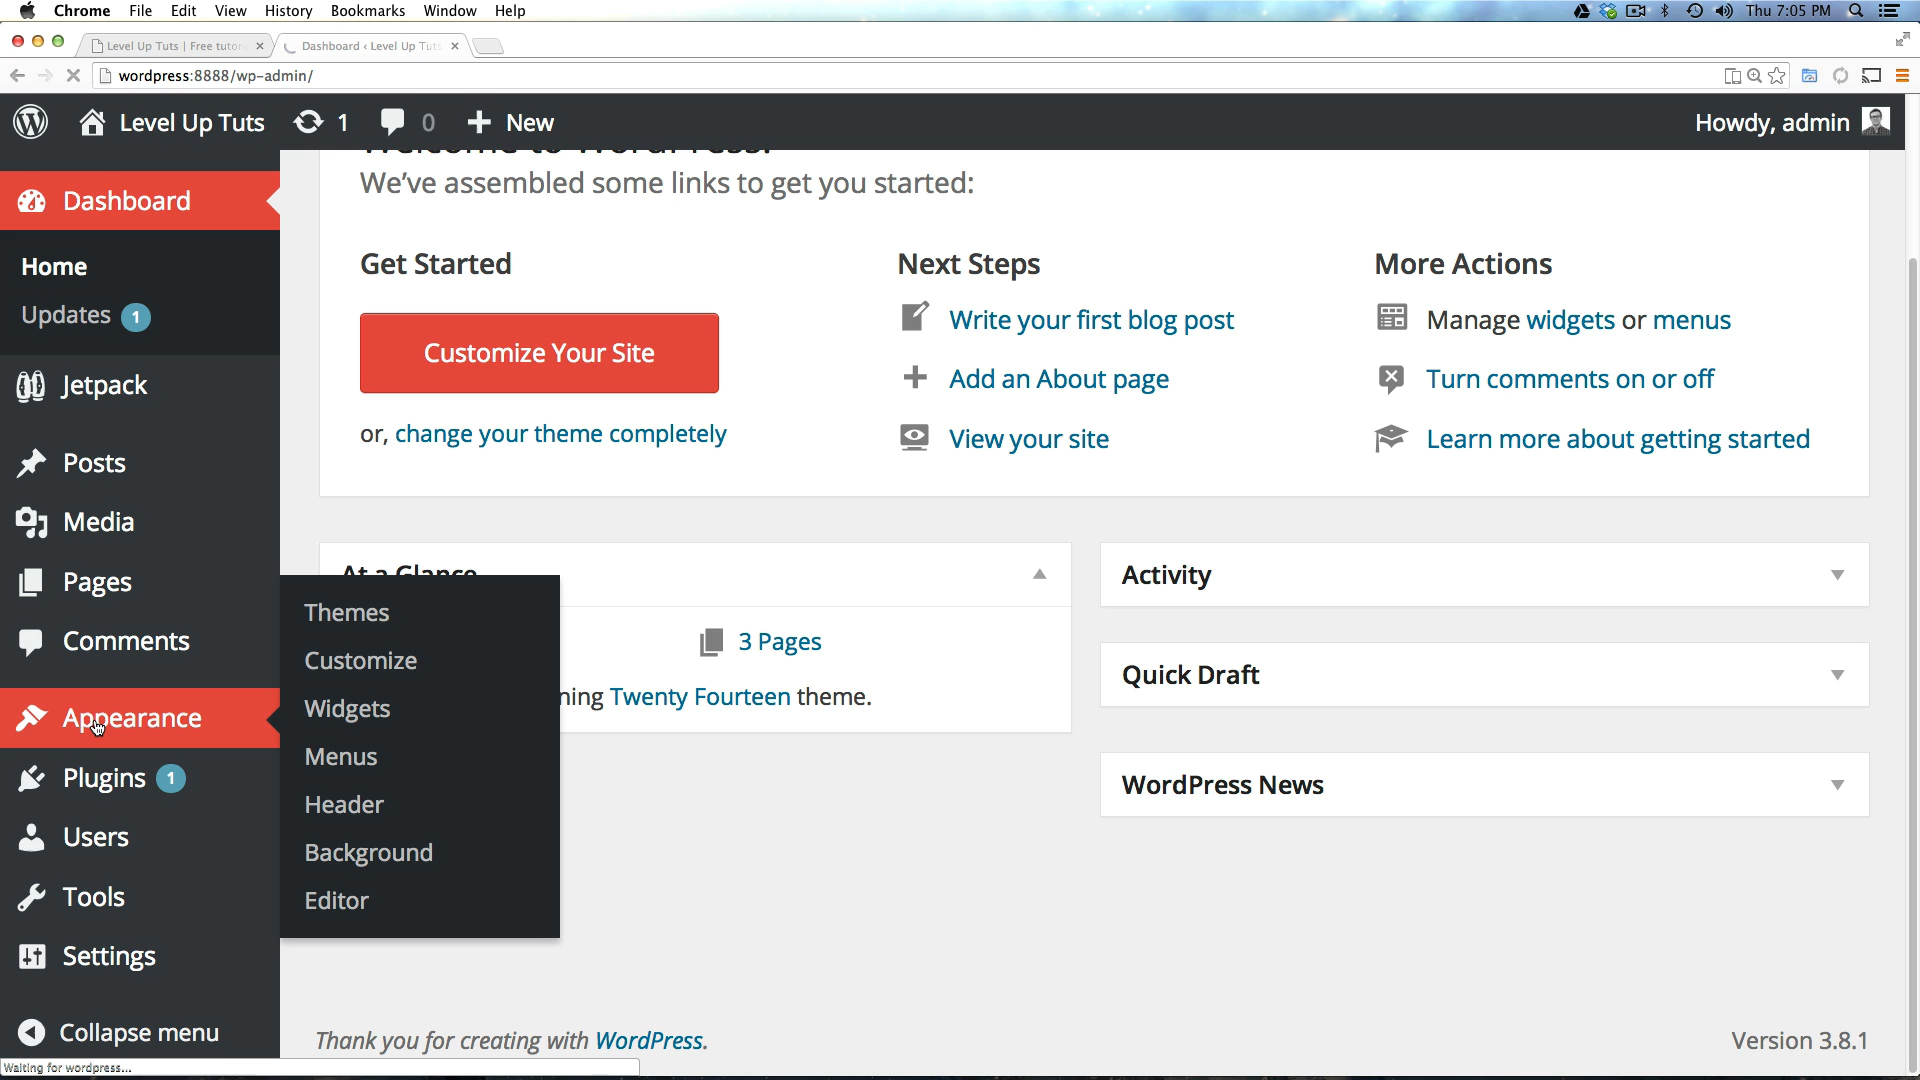 Chrome File Edit View History Bookmarks Window Help Thu 7:05 PM
Level Up Tuts | Free tutor Dashboard ‹ Level Up Tuts
wordpress:8888/wp-admin/
Level Up Tuts 1 0 New Howdy, admin
Welcome to WordPress!
We've assembled some links to get you started:
Dashboard
Home
Updates 1
Jetpack
Posts
Media
Pages
Comments
Appearance
Plugins 1
Users
Tools
Settings
Collapse menu
Themes
Customize
Widgets
Menus
Header
Background
Editor
Get Started
Customize Your Site
or, change your theme completely
Next Steps
Write your first blog post
Add an About page
View your site
More Actions
Manage widgets or menus
Turn comments on or off
Learn more about getting started
At a Glance
3 Pages
ning Twenty Fourteen theme.
Activity
Quick Draft
WordPress News
Thank you for creating with WordPress.
Version 3.8.1
Waiting for wordpress...